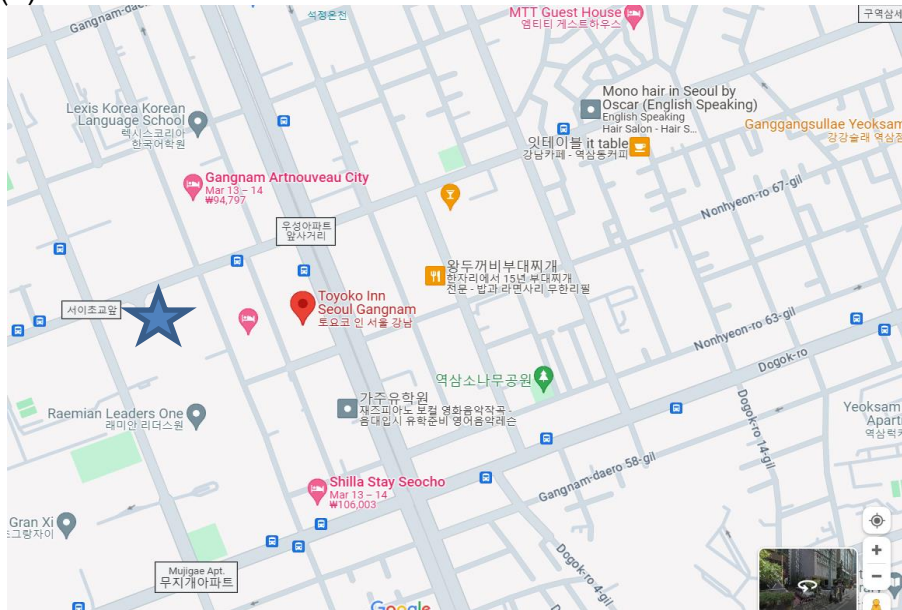 Gangnam-dae
석정온천
MTT Guest House
엠티티 게스트하우스
구역삼세
Mono hair in Seoul by
Oscar (English Speaking)
English Speaking
Hair Salon - Hair S...
Lexis Korea Korean
Language School
렉시스코리아
한국어학원
Ganggangsullae Yeoksam
강강술래 역삼점
잇테이블 it table
강남카페 - 역삼동커피
Gangnam Artnouveau City
Mar 13 – 14
₩94,797
Nonhyeon-ro 67-gil
우성아파트
앞사거리
왕두꺼비부대찌개
한자리에서 15년 부대찌개
전문 - 밥과 라면사리 무한리필
Toyoko Inn
Seoul Gangnam
토요코 인 서울 강남
서이초교앞
Nonhyeon-ro 63-gil
Dogok-ro
역삼소나무공원
가주유학원
재즈피아노 보컬 영화음악작곡 -
음대입시 유학준비 영어음악레슨
Raemian Leaders One
래미안 리더스원
Dogok-ro 14-gil
Yeoksam
Aparti
역삼럭키
Shilla Stay Seocho
Mar 13 – 14
₩106,003
Gangnam-daero 58-gil
Gran Xi
그랑자이
Mujigae Apt.
무지개아파트
Dogok-ro 4-gil
Google